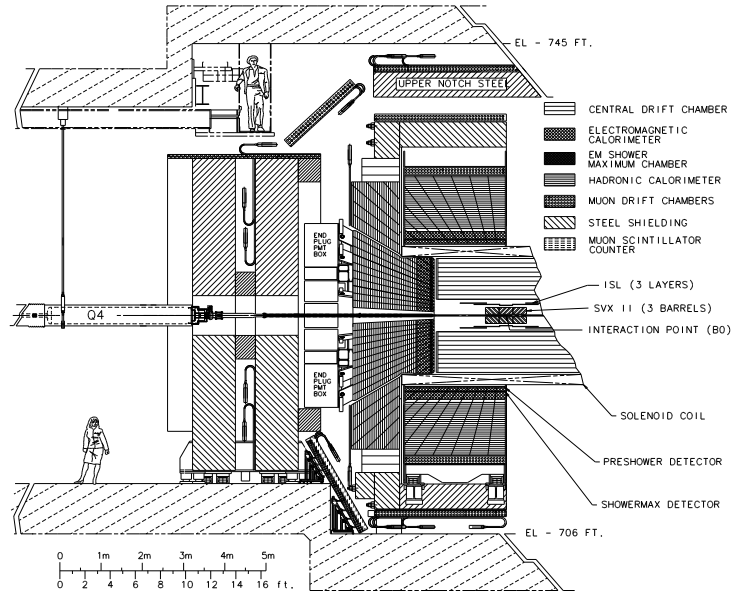 EL - 745 FT.
UPPER NOTCH STEEL
CENTRAL DRIFT CHAMBER
ELECTROMAGNETIC
CALORIMETER
EM SHOWER
MAXIMUM CHAMBER
HADRONIC CALORIMETER
MUON DRIFT CHAMBERS
STEEL SHIELDING
MUON SCINTILLATOR
COUNTER
END
PLUG
PMT
BOX
ISL (3 LAYERS)
SVX II (3 BARRELS)
INTERACTION POINT (B0)
Q4
END
PLUG
PMT
BOX
SOLENOID COIL
PRESHOWER DETECTOR
SHOWERMAX DETECTOR
EL - 706 FT.
0 1m 2m 3m 4m 5m
0 2 4 6 8 10 12 14 16 ft.